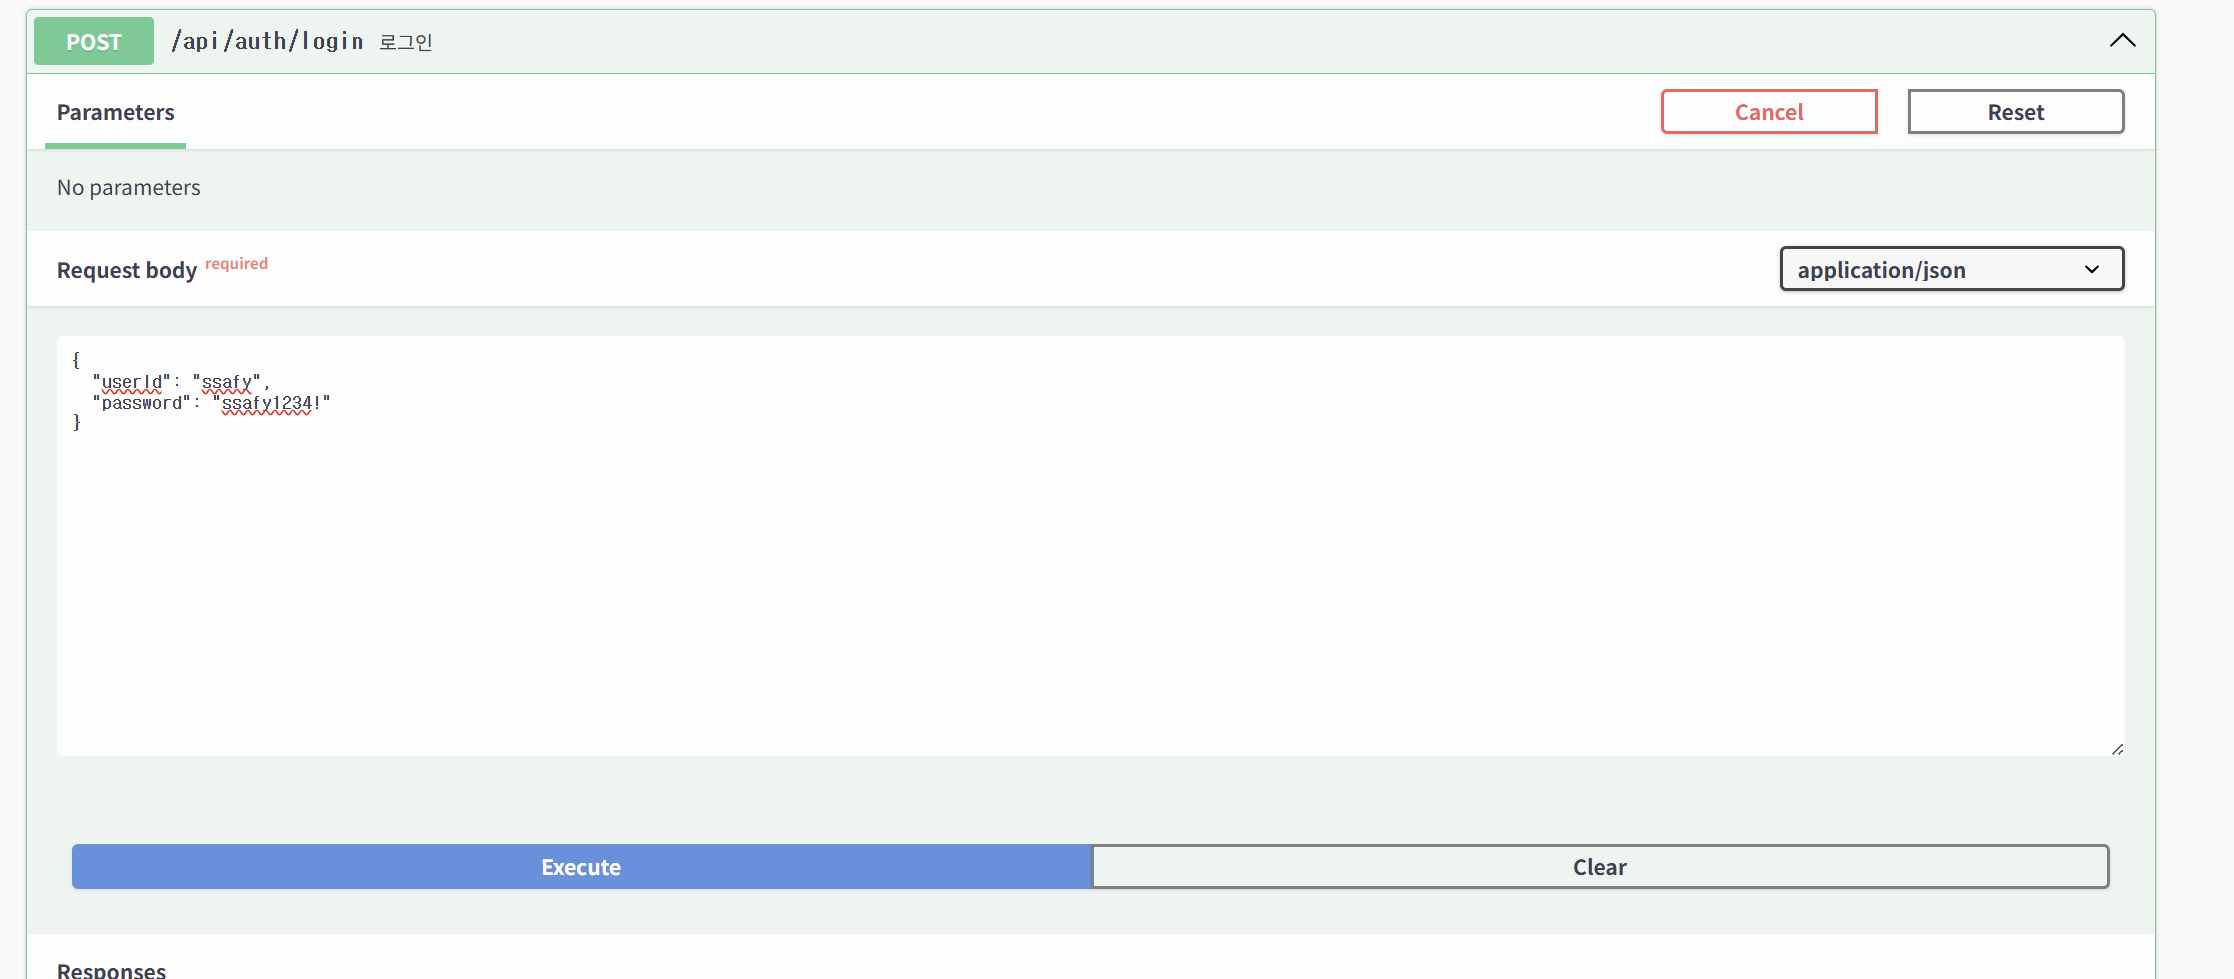 POST /api/auth/login 로그인
Parameters
Cancel
Reset
No parameters
Request body required
application/json
{
  "userId": "ssafy",
  "password": "ssafy1234!"
}
Execute
Clear
Responses